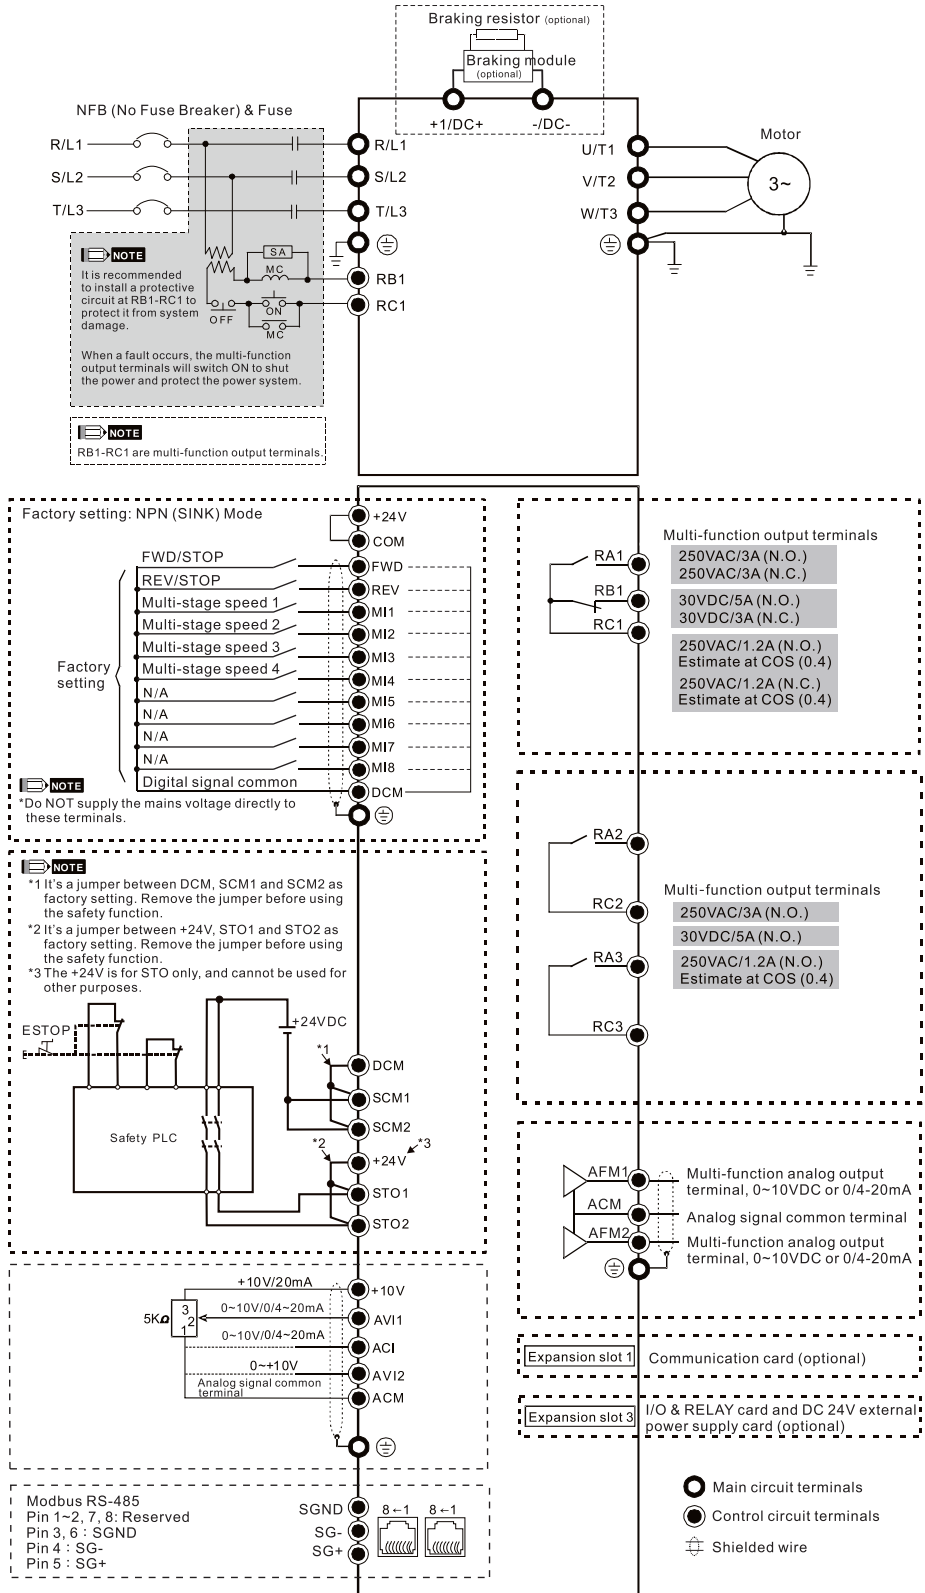 Braking resistor (optional)
Braking module
(optional)
+1/DC+
-/DC-
NFB (No Fuse Breaker) & Fuse
R/L1
S/L2
T/L3
R/L1
S/L2
T/L3
RB1
RC1
U/T1
V/T2
W/T3
Motor
3~
NOTE
It is recommended
to install a protective
circuit at RB1-RC1 to
protect it from system
damage.
SA
MC
OFF
ON
MC
When a fault occurs, the multi-function
output terminals will switch ON to shut
the power and protect the power system.
NOTE
RB1-RC1 are multi-function output terminals.
Factory setting: NPN (SINK) Mode
+24V
COM
FWD/STOP
FWD
REV/STOP
REV
Multi-stage speed 1
MI1
Multi-stage speed 2
MI2
Multi-stage speed 3
MI3
Multi-stage speed 4
MI4
Factory
setting
N/A
MI5
N/A
MI6
N/A
MI7
N/A
MI8
Digital signal common
DCM
NOTE
*Do NOT supply the mains voltage directly to
these terminals.
NOTE
*1 It's a jumper between DCM, SCM1 and SCM2 as
factory setting. Remove the jumper before using
the safety function.
*2 It's a jumper between +24V, STO1 and STO2 as
factory setting. Remove the jumper before using
the safety function.
*3 The +24V is for STO only, and cannot be used for
other purposes.
ESTOP
+24VDC
Safety PLC
*1
DCM
SCM1
SCM2
*2
+24V
*3
STO1
STO2
+10V/20mA
+10V
5KΩ
3
2
1
0~10V/0/4~20mA
AVI1
0~10V/0/4~20mA
ACI
0~+10V
AVI2
Analog signal common
terminal
ACM
Modbus RS-485
Pin 1~2, 7, 8: Reserved
Pin 3, 6 : SGND
Pin 4 : SG-
Pin 5 : SG+
SGND
SG-
SG+
8←1
8←1
Multi-function output terminals
RA1
RB1
RC1
250VAC/3A (N.O.)
250VAC/3A (N.C.)
30VDC/5A (N.O.)
30VDC/3A (N.C.)
250VAC/1.2A (N.O.)
Estimate at COS (0.4)
250VAC/1.2A (N.C.)
Estimate at COS (0.4)
RA2
RC2
RA3
RC3
Multi-function output terminals
250VAC/3A (N.O.)
30VDC/5A (N.O.)
250VAC/1.2A (N.O.)
Estimate at COS (0.4)
AFM1
Multi-function analog output
terminal, 0~10VDC or 0/4-20mA
ACM
Analog signal common terminal
AFM2
Multi-function analog output
terminal, 0~10VDC or 0/4-20mA
Expansion slot 1
Communication card (optional)
Expansion slot 3
I/O & RELAY card and DC 24V external
power supply card (optional)
Main circuit terminals
Control circuit terminals
Shielded wire